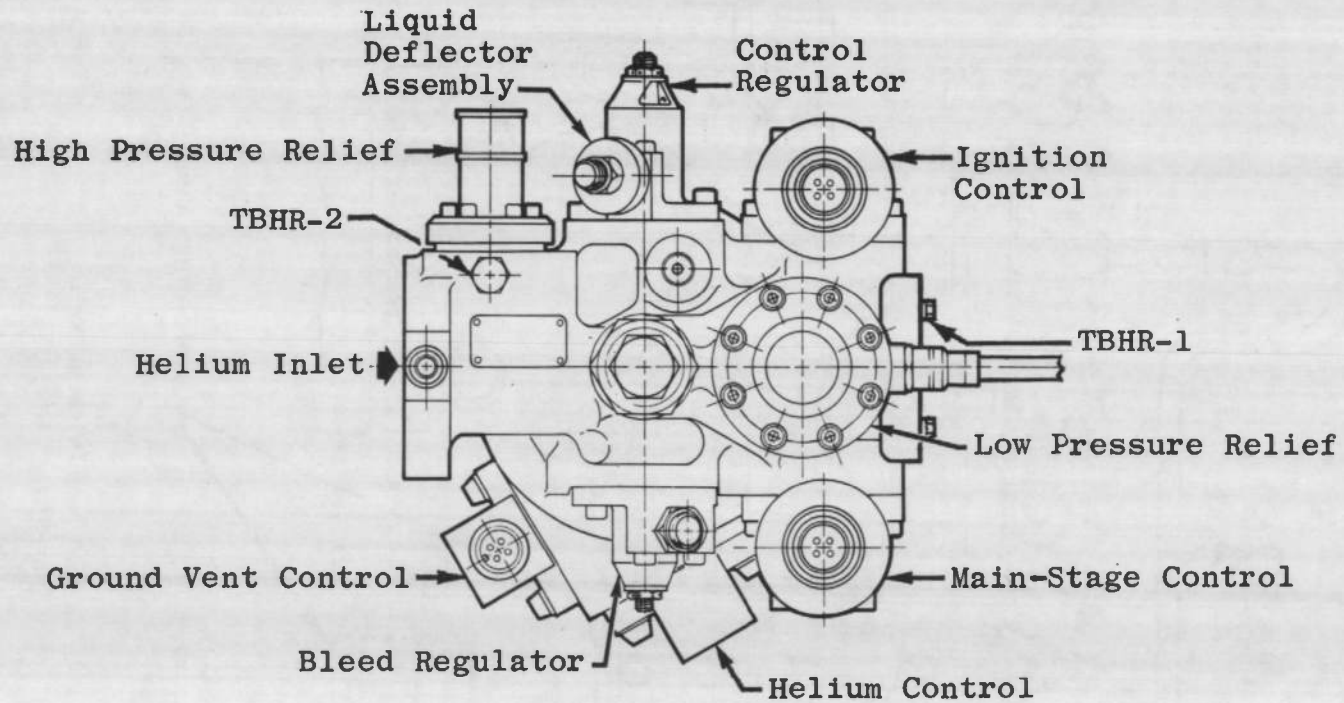 Liquid
Deflector
Assembly
Control
Regulator
High Pressure Relief
Ignition
Control
TBHR-2
Helium Inlet
TBHR-1
Low Pressure Relief
Ground Vent Control
Main-Stage Control
Bleed Regulator
Helium Control